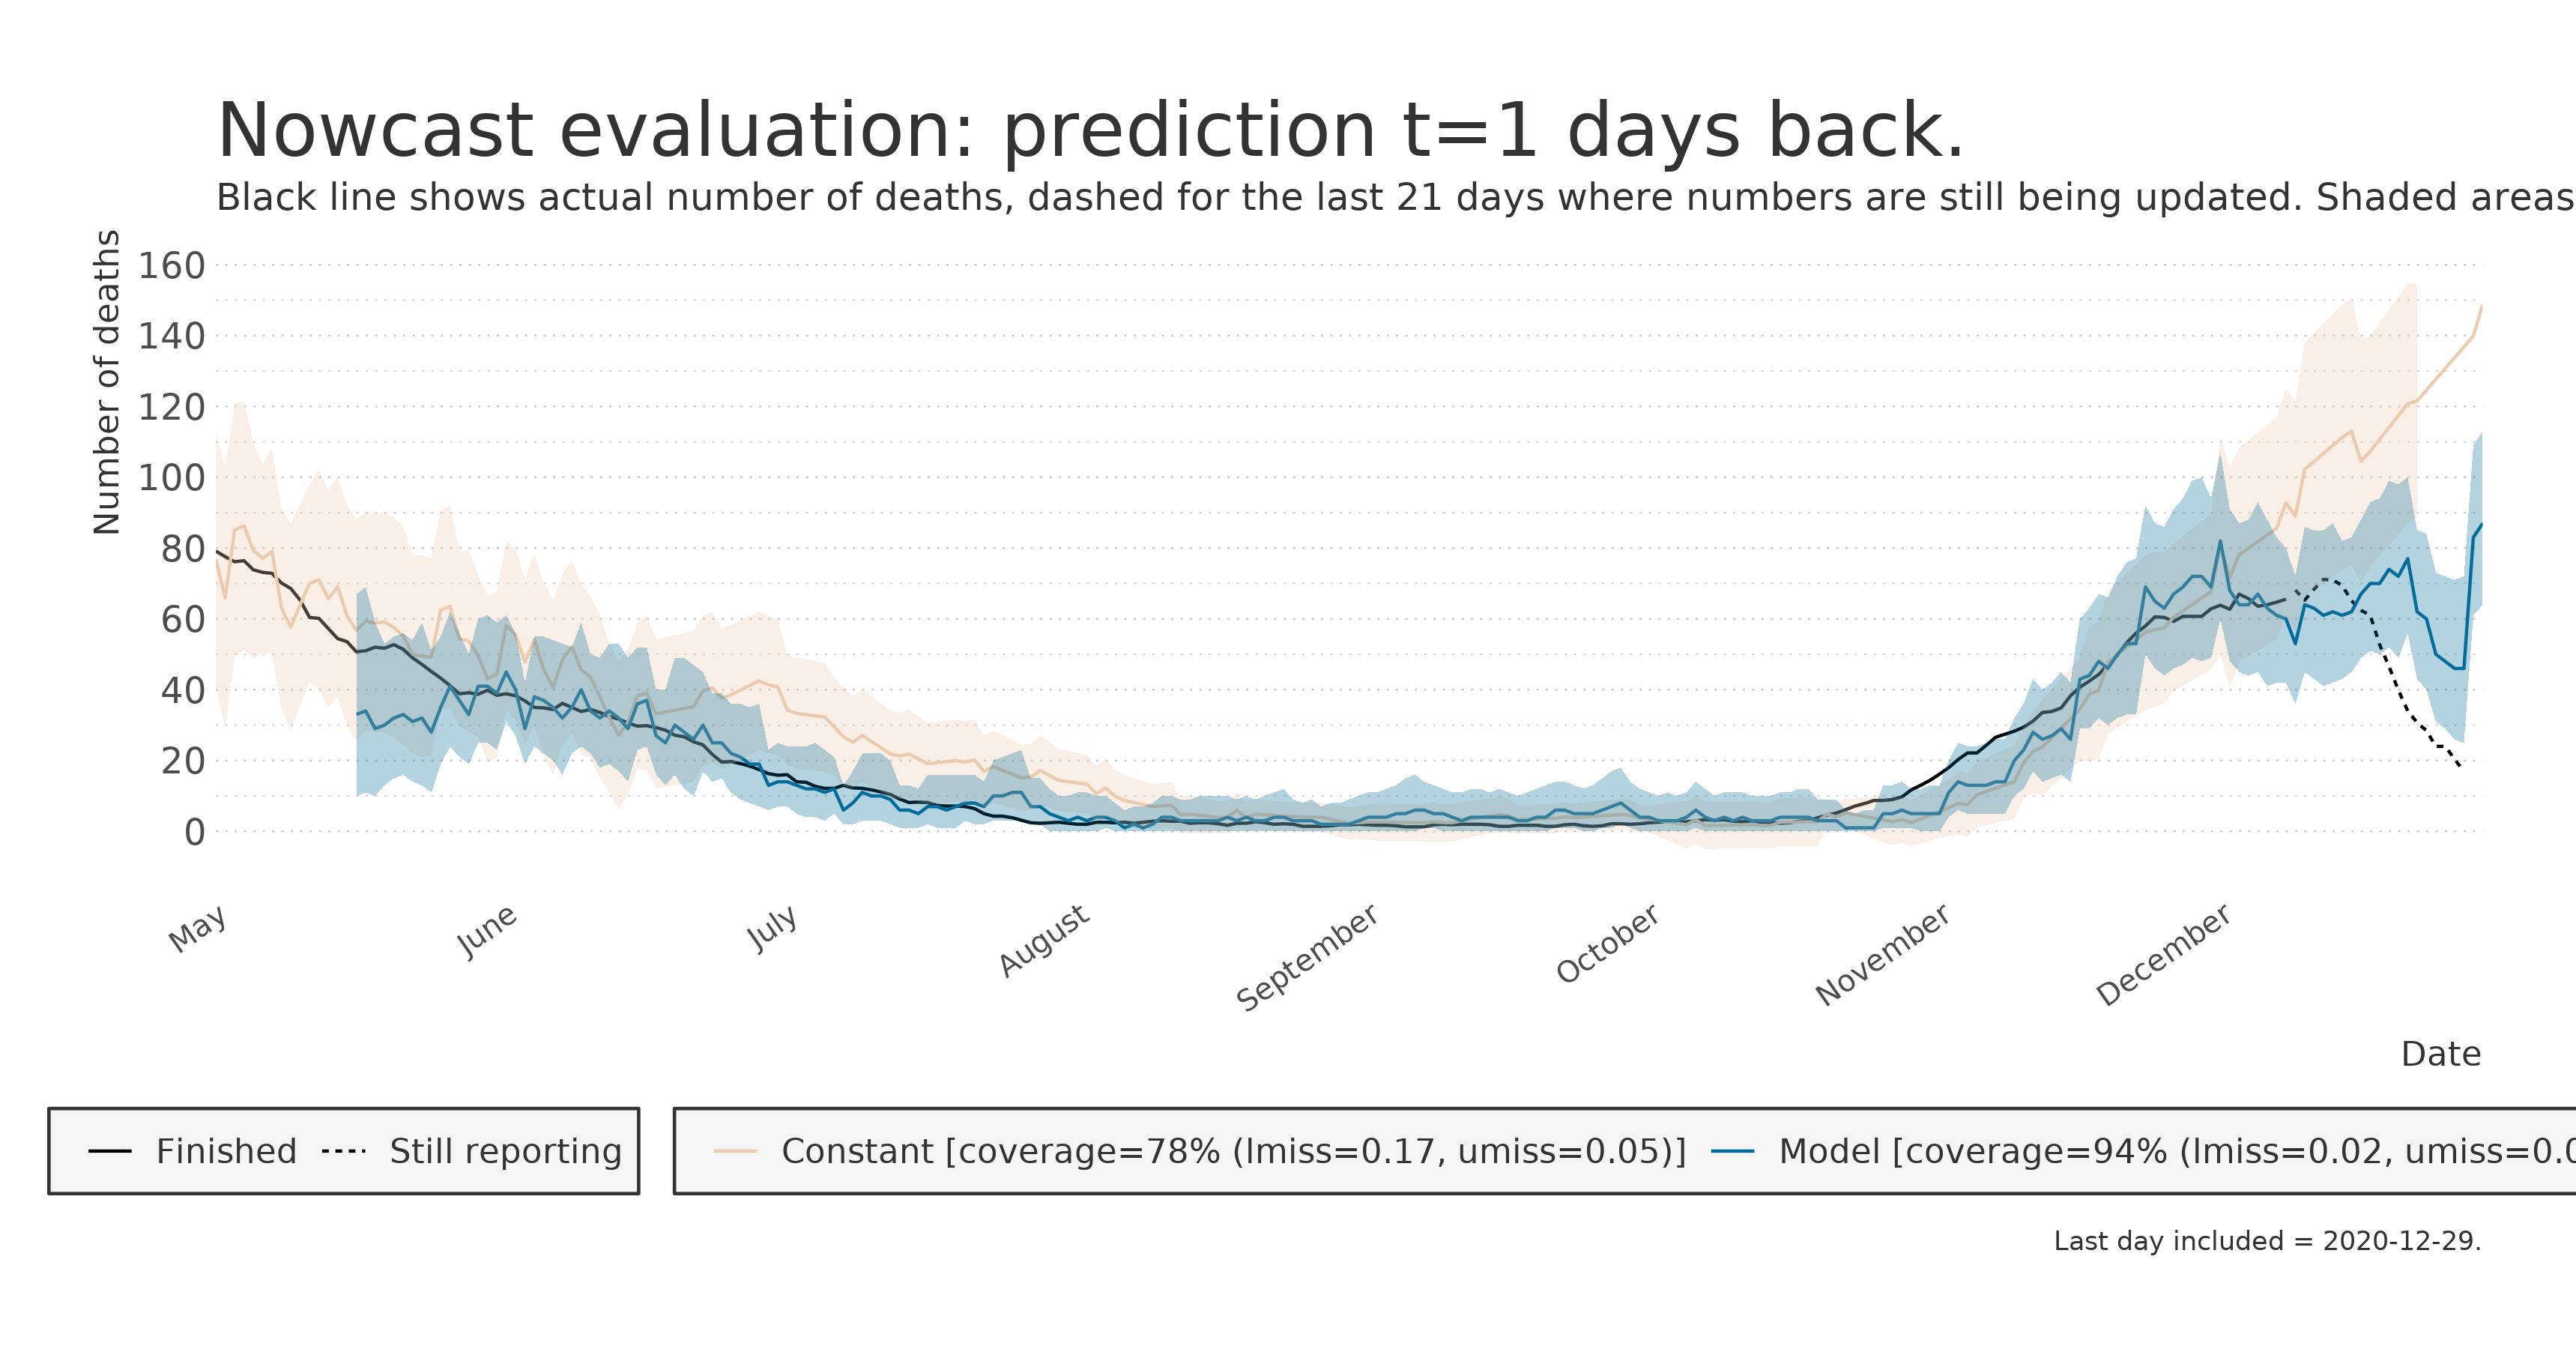 Nowcast evaluation: prediction t=1 days back.
Black line shows actual number of deaths, dashed for the last 21 days where numbers are still being updated. Shaded areas
Number of deaths
160
140
120
100
80
60
40
20
0
May
June
July
August
September
October
November
December
Date
Finished
Still reporting
Constant [coverage=78% (lmiss=0.17, umiss=0.05)]
Model [coverage=94% (lmiss=0.02, umiss=0.0
Last day included = 2020-12-29.